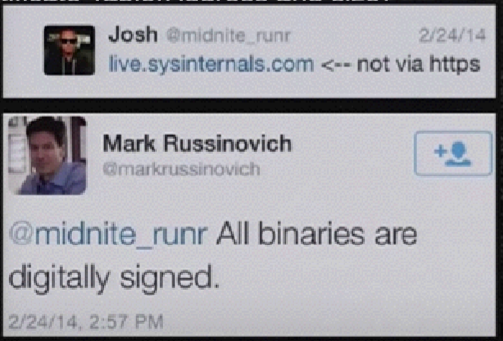 Josh @midnite_runr 2/24/14
live.sysinternals.com <-- not via https
Mark Russinovich
@markrussinovich
@midnite_runr All binaries are
digitally signed.
2/24/14, 2:57 PM